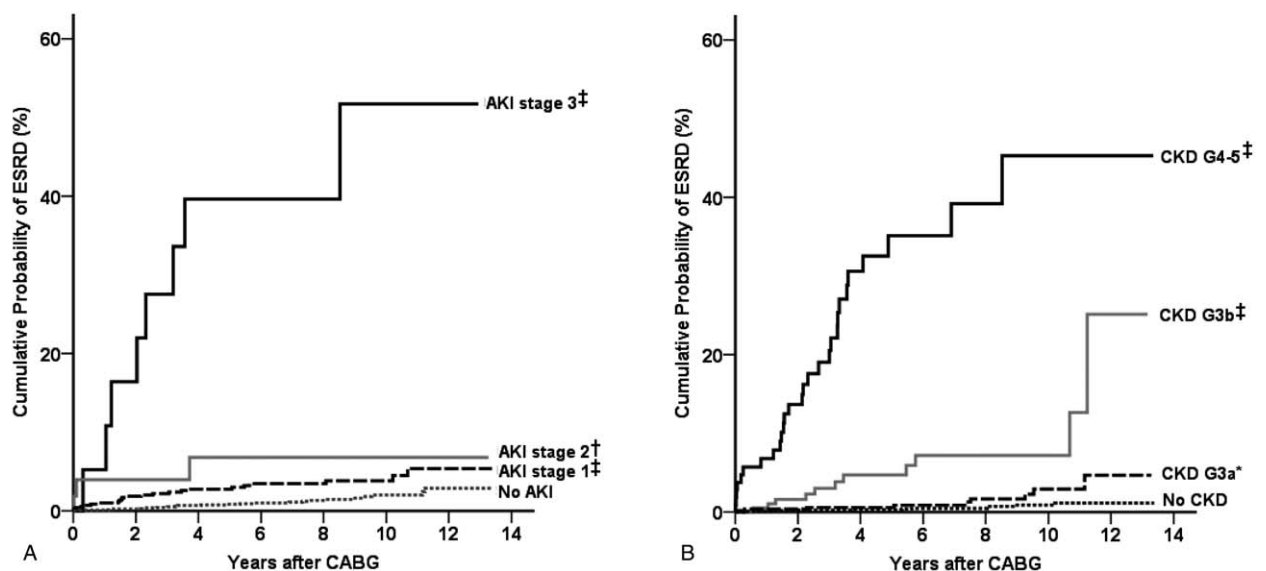 Cumulative Probability of ESRD (%)
60
40
20
0
AKI stage 3‡
AKI stage 2†
AKI stage 1‡
No AKI
0 2 4 6 8 10 12 14
Years after CABG
A
Cumulative Probability of ESRD (%)
60
40
20
0
CKD G4-5‡
CKD G3b‡
CKD G3a*
No CKD
0 2 4 6 8 10 12 14
Years after CABG
B